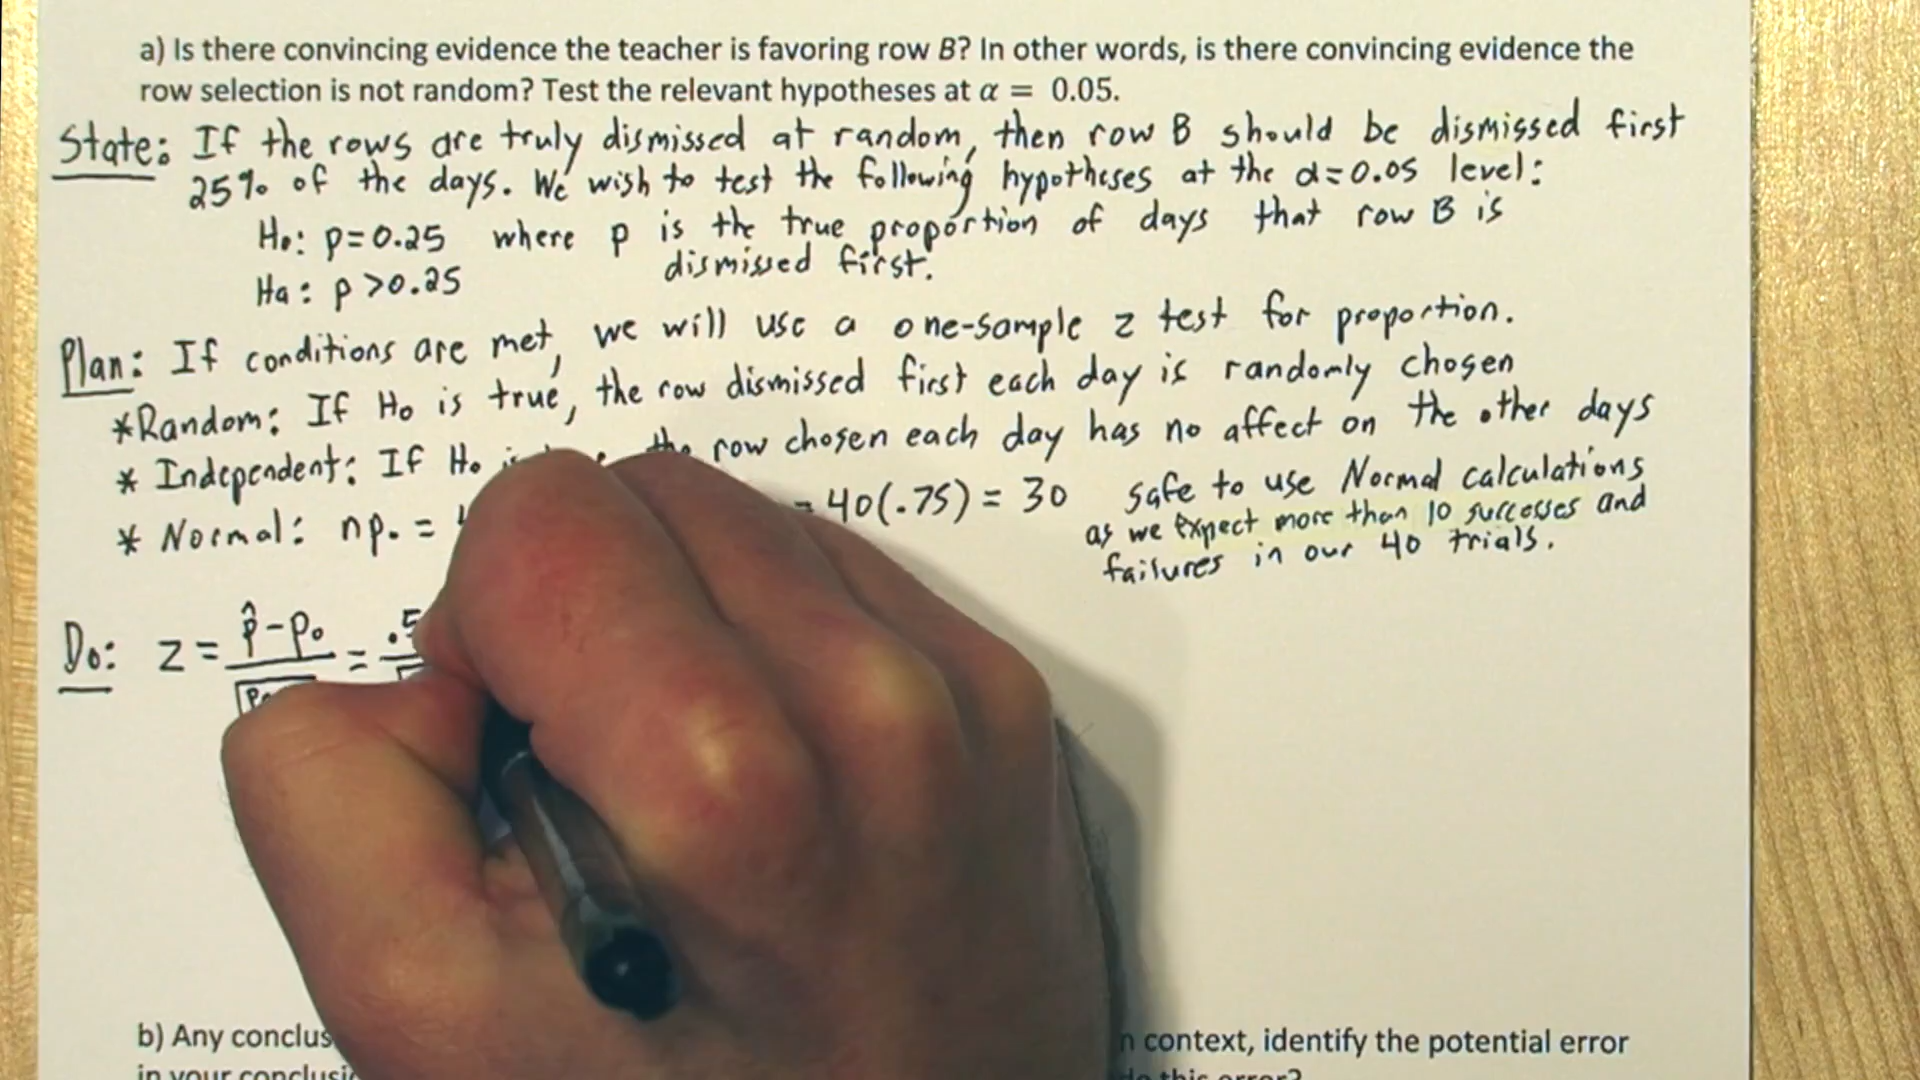 a) Is there convincing evidence the teacher is favoring row B? In other words, is there convincing evidence the
row selection is not random? Test the relevant hypotheses at α = 0.05.
State: If the rows are truly dismissed at random, then row B should be dismissed first
25% of the days. We wish to test the following hypotheses at the α=0.05 level:
H₀: p=0.25 where p is the true proportion of days that row B is
dismissed first.
Ha: p>0.25
Plan: If conditions are met, we will use a one-sample z test for proportion.
*Random: If H₀ is true, the row dismissed first each day is randomly chosen
* Independent: If H₀ the row chosen each day has no affect on the other days
* Normal: np₀ = = 40(.75) = 30 safe to use Normal calculations
as we expect more than 10 successes and
failures in our 40 trials.
Do: z = p̂-p₀ = .5
b) Any context, identify the potential error
in your this error?